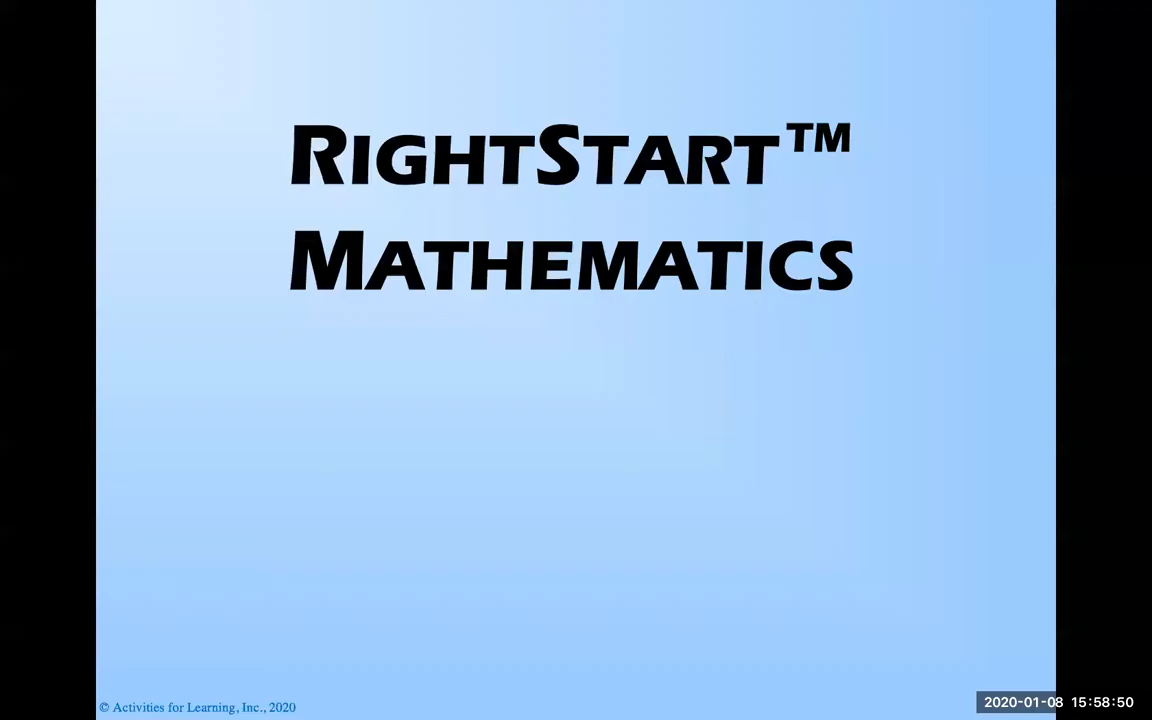 RIGHTSTART™
MATHEMATICS
© Activities for Learning, Inc., 2020
2020-01-08 15:58:50